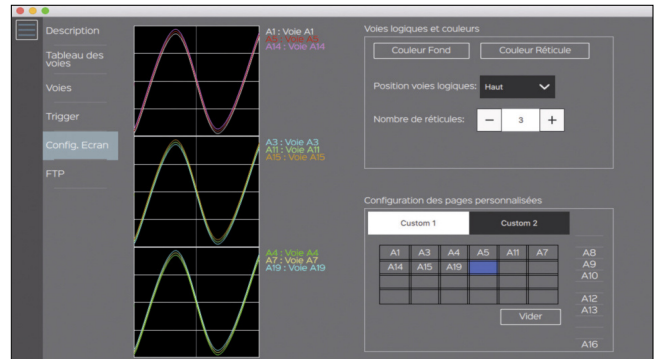 Description
Tableau des
voies
Voies
Trigger
Config. Ecran
FTP
A1 : Voie A1
A5 : Voie A5
A14 : Voie A14
A3 : Voie A3
A11 : Voie A11
A15 : Voie A15
A4 : Voie A4
A7 : Voie A7
A19 : Voie A19
Voies logiques et couleurs
Couleur Fond Couleur Réticule
Position voies logiques: Haut
Nombre de réticules: − 3 +
Configuration des pages personnalisées
Custom 1 Custom 2
A1 A3 A4 A5 A11 A7
A14 A15 A19
A8
A9
A10
A12
A13
A16
Vider